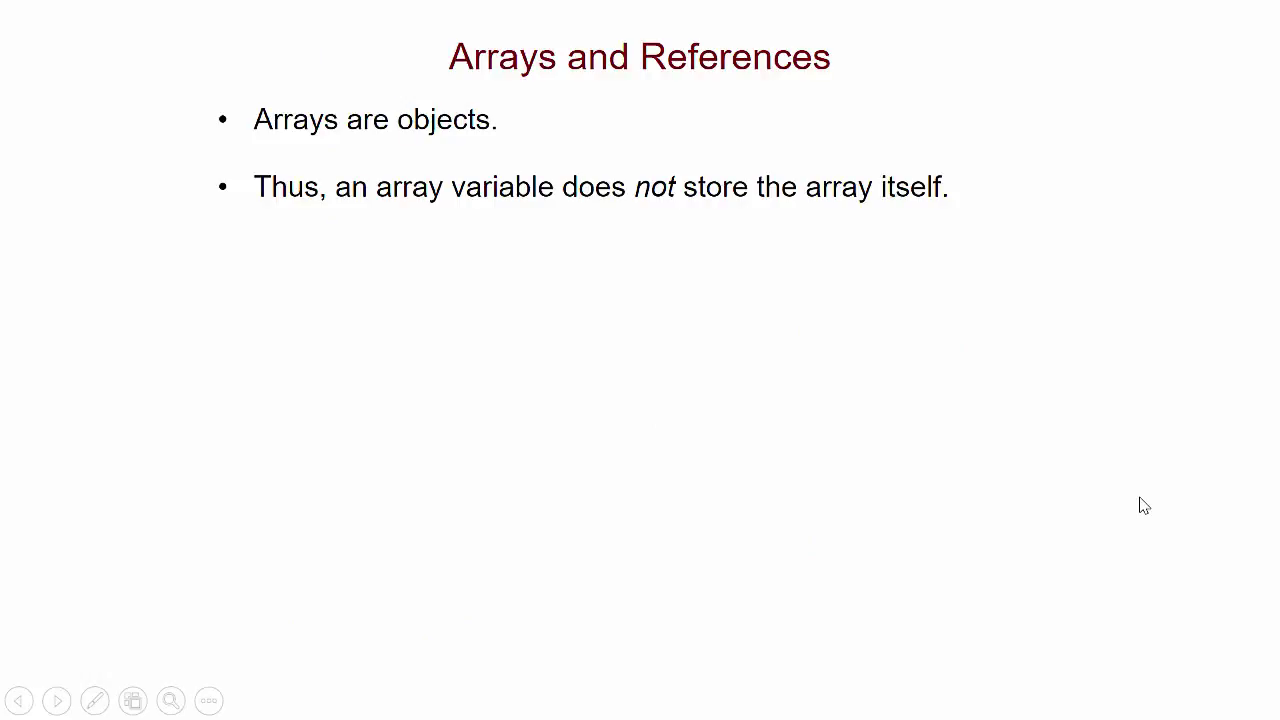 Arrays and References
• Arrays are objects.
• Thus, an array variable does not store the array itself.